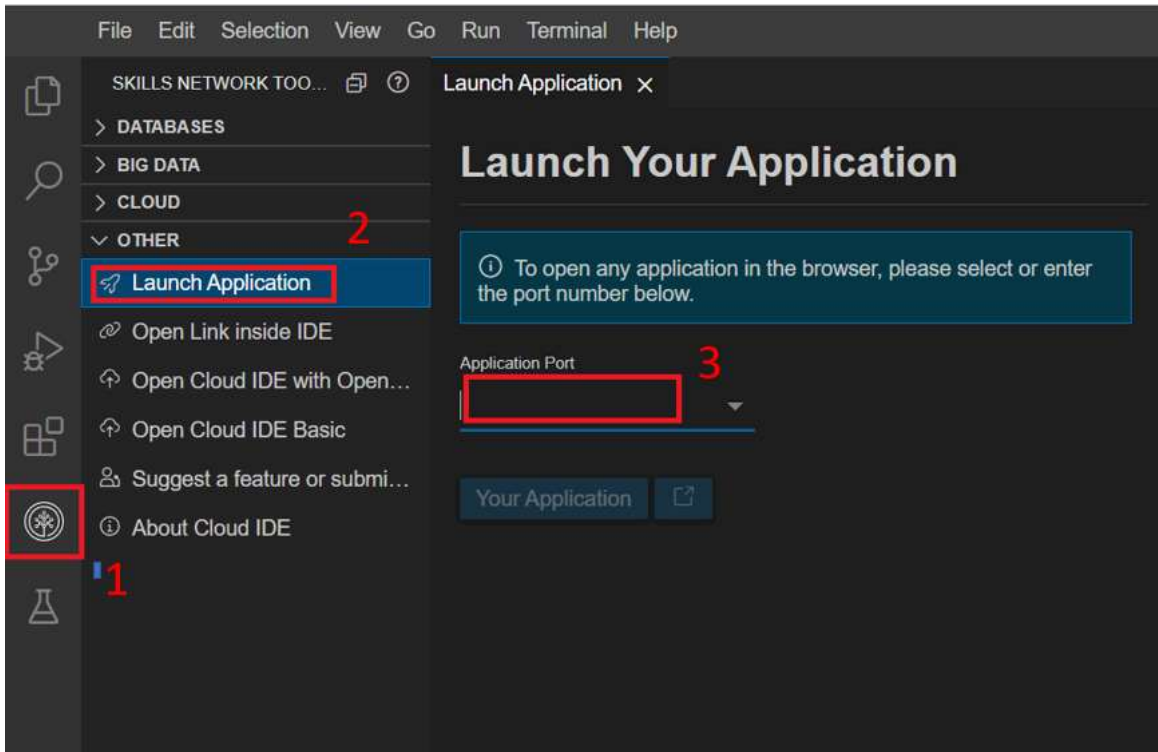 File Edit Selection View Go Run Terminal Help
SKILLS NETWORK TOO...
Launch Application
DATABASES
BIG DATA
CLOUD
OTHER
2
Launch Application
Open Link inside IDE
Open Cloud IDE with Open...
Open Cloud IDE Basic
Suggest a feature or submi...
About Cloud IDE
1
Launch Your Application
To open any application in the browser, please select or enter
the port number below.
Application Port
3
Your Application